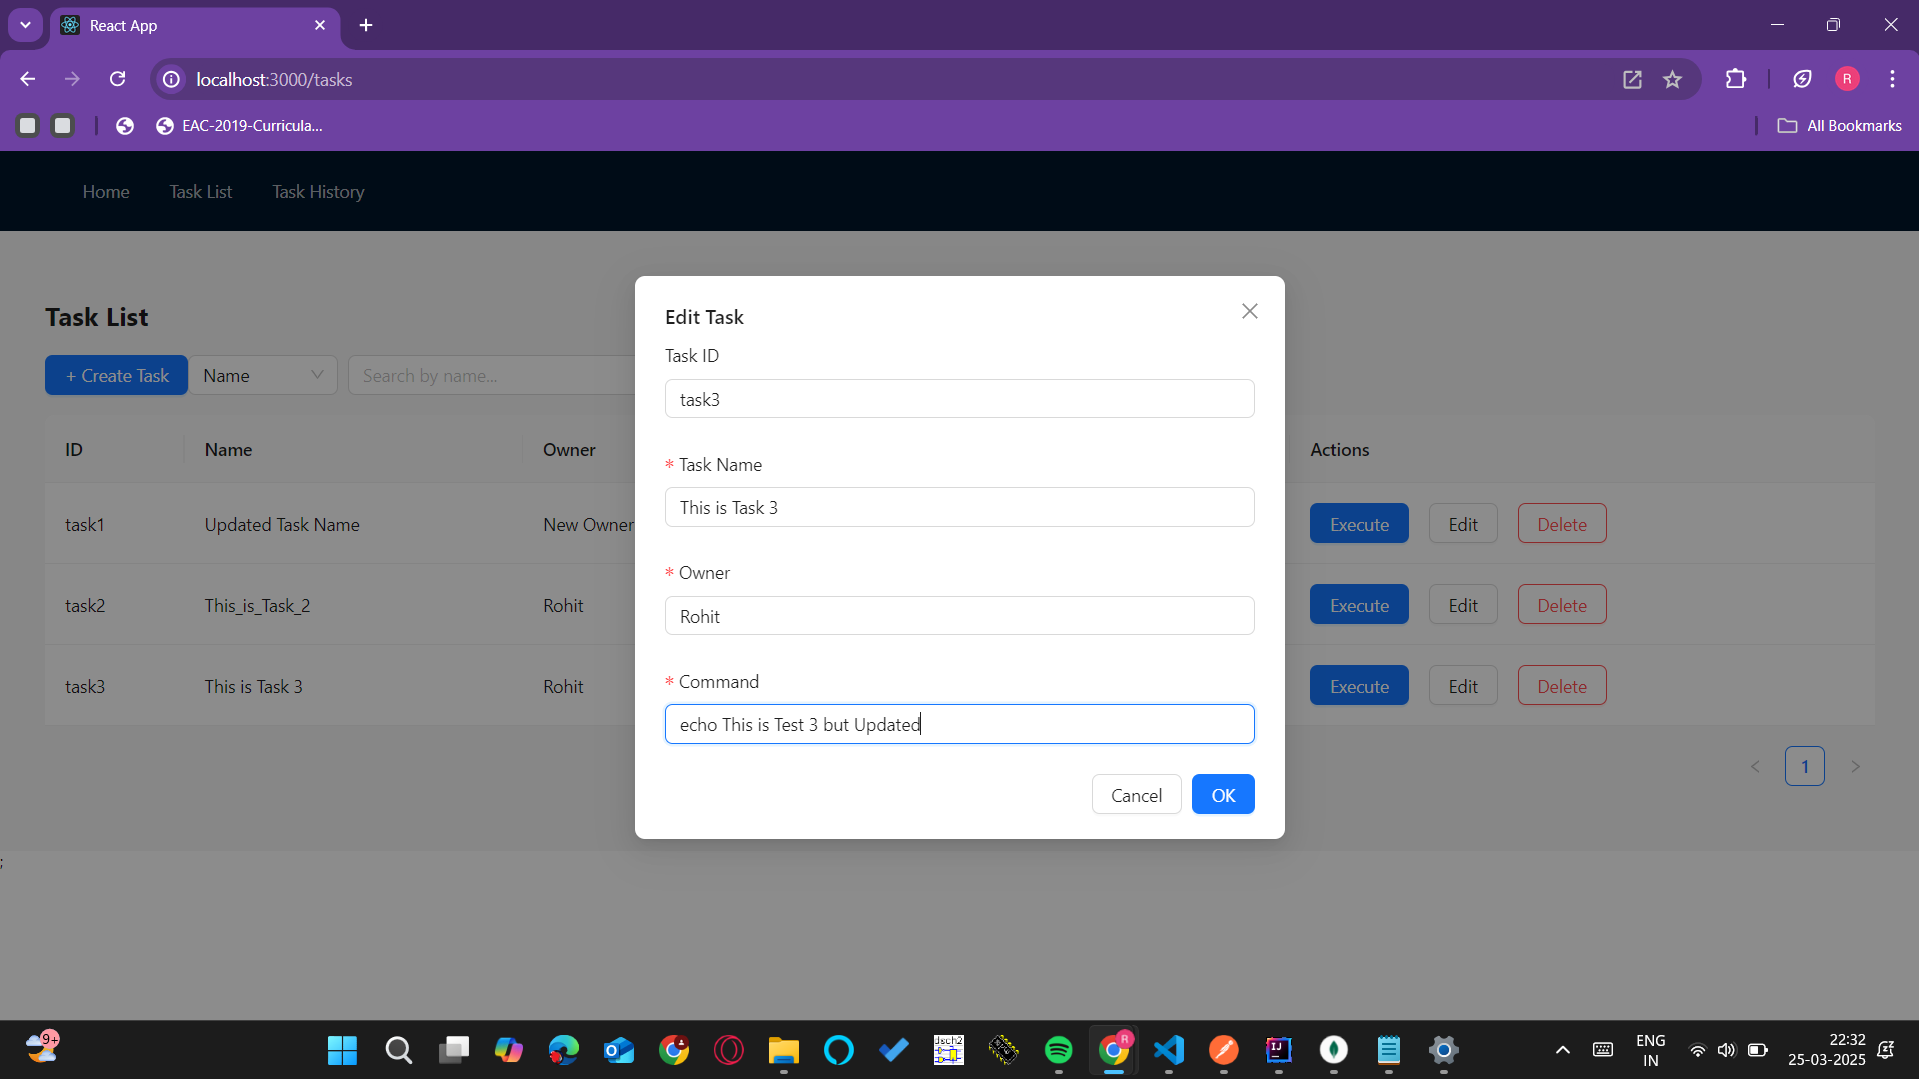 React App
localhost:3000/tasks
R
EAC-2019-Curricula...
All Bookmarks
Home Task List Task History
Task List
+ Create Task Name Search by name...
ID Name Owner Actions
task1 Updated Task Name New Owner Execute Edit Delete
task2 This_is_Task_2 Rohit Execute Edit Delete
task3 This is Task 3 Rohit Execute Edit Delete
1
Edit Task
Task ID
task3
* Task Name
This is Task 3
* Owner
Rohit
* Command
echo This is Test 3 but Updated
Cancel OK
;
9+
dsch2
R
IJ
ENG
IN
22:32
25-03-2025